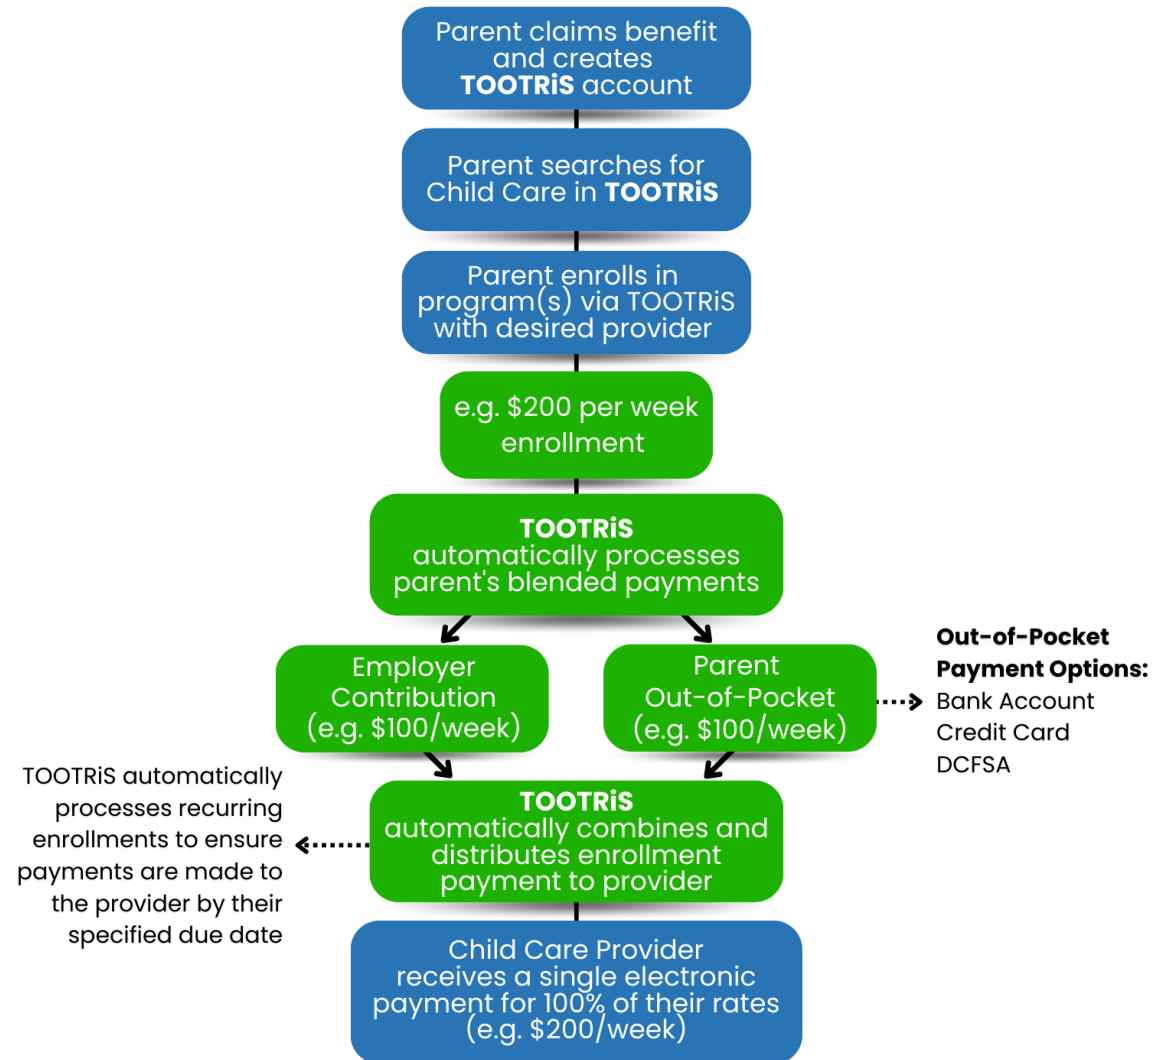 Parent claims benefit
and creates
TOOTRiS account
Parent searches for
Child Care in TOOTRiS
Parent enrolls in
program(s) via TOOTRiS
with desired provider
e.g. $200 per week
enrollment
TOOTRiS
automatically processes
parent's blended payments
Employer
Contribution
(e.g. $100/week)
Parent
Out-of-Pocket
(e.g. $100/week)
Out-of-Pocket
Payment Options:
Bank Account
Credit Card
DCFSA
TOOTRiS
automatically combines and
distributes enrollment
payment to provider
TOOTRiS automatically
processes recurring
enrollments to ensure
payments are made to
the provider by their
specified due date
Child Care Provider
receives a single electronic
payment for 100% of their rates
(e.g. $200/week)